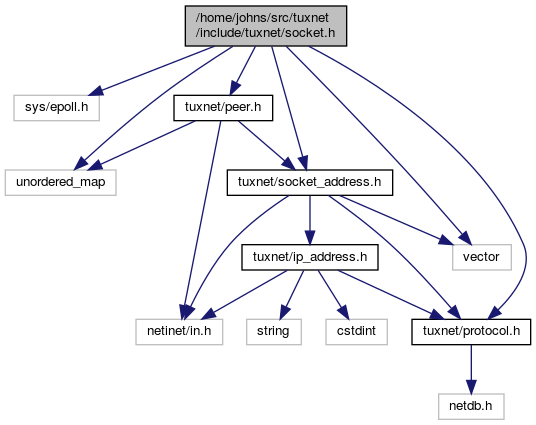 /home/johns/src/tuxnet
/include/tuxnet/socket.h
sys/epoll.h
tuxnet/peer.h
unordered_map
tuxnet/socket_address.h
tuxnet/ip_address.h
vector
netinet/in.h
string
cstdint
tuxnet/protocol.h
netdb.h